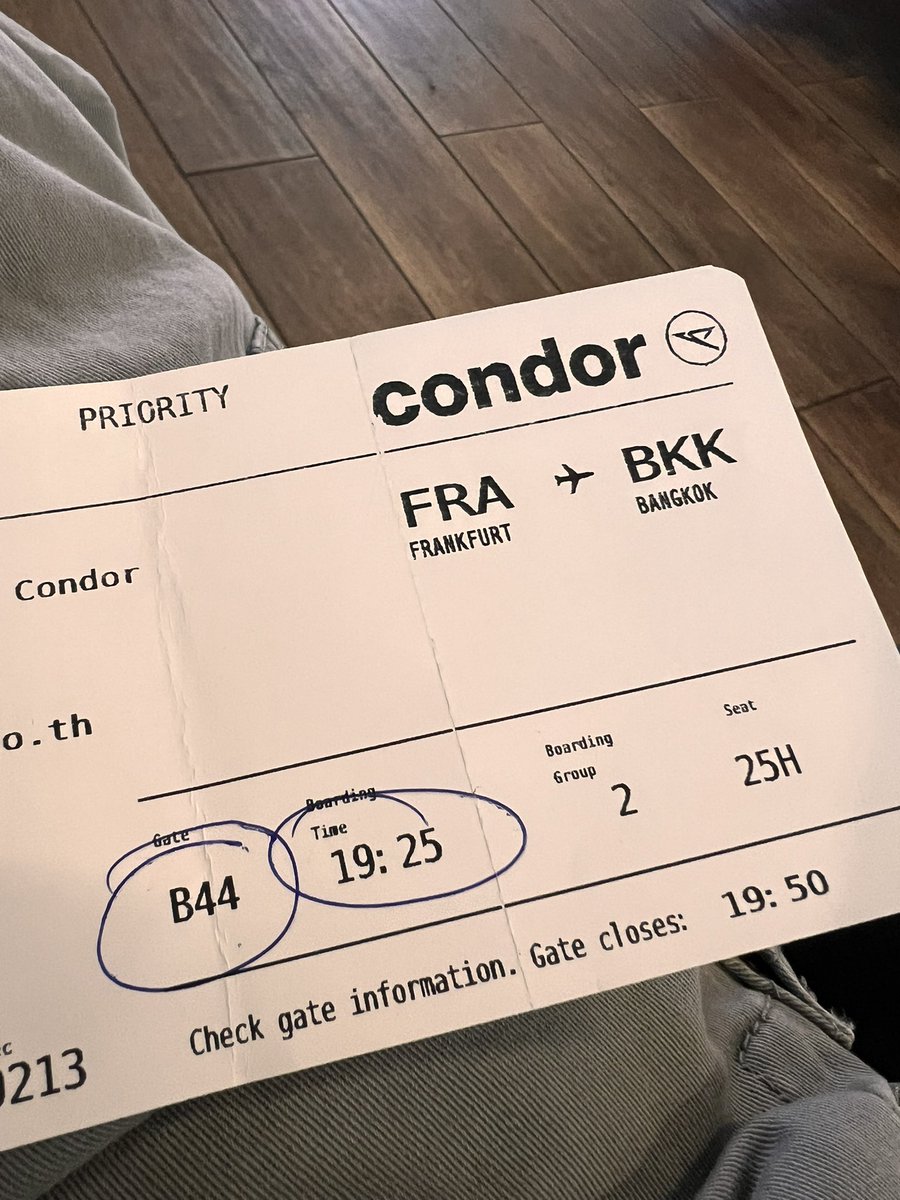 PRIORITY
condor
FRA BKK
FRANKFURT BANGKOK
Condor
o.th
Gate
B44
Boarding
Time
19:25
Boarding
Group
2
Seat
25H
Check gate information. Gate closes: 19:50
213